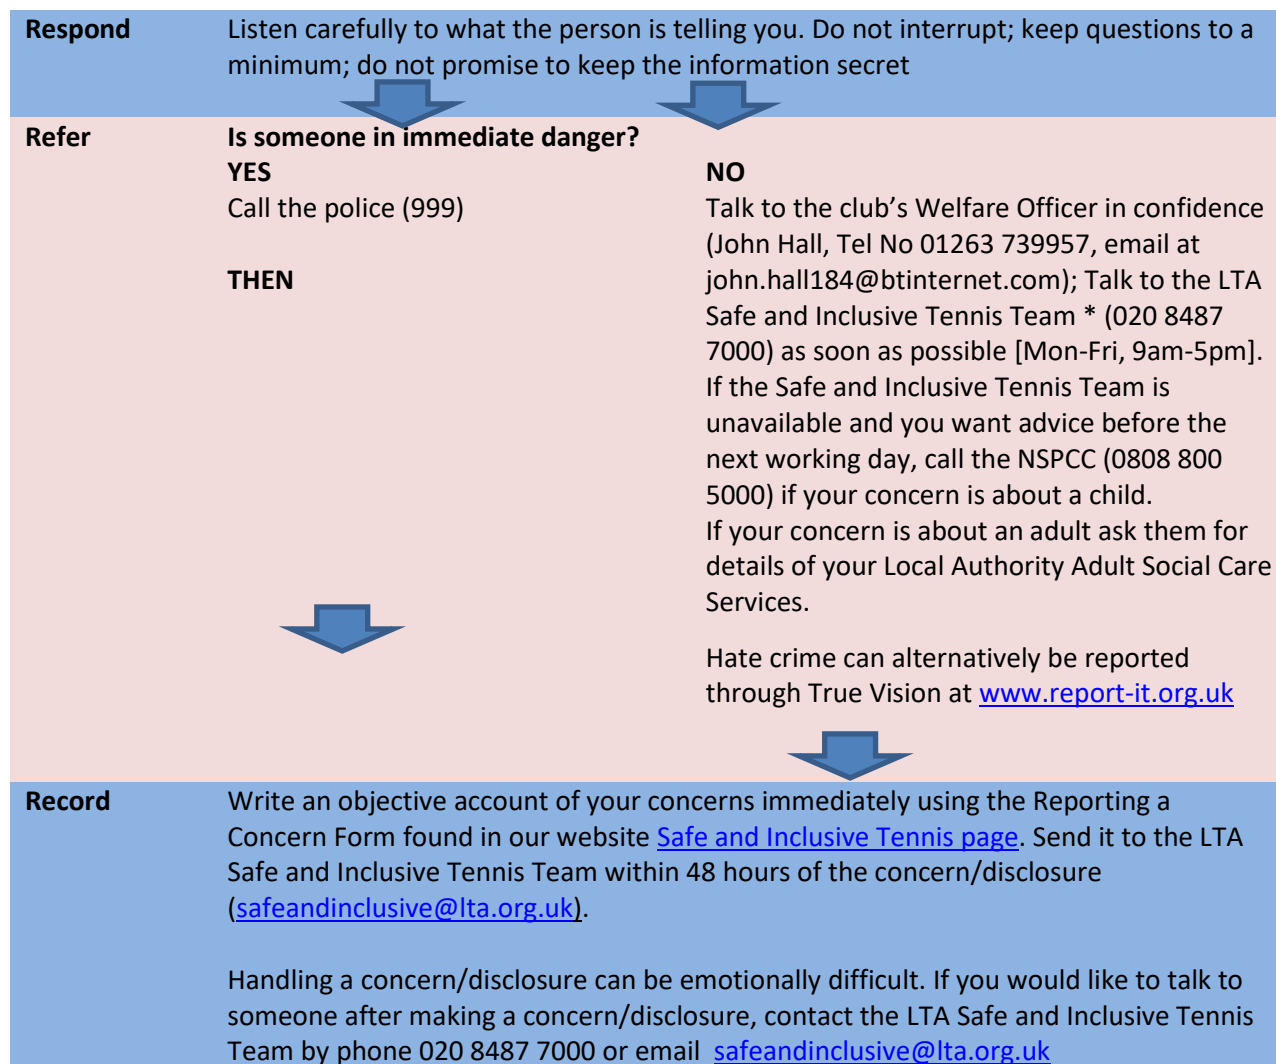 Respond
Listen carefully to what the person is telling you. Do not interrupt; keep questions to a
minimum; do not promise to keep the information secret
Refer
Is someone in immediate danger?
YES
Call the police (999)
THEN
NO
Talk to the club’s Welfare Officer in confidence
(John Hall, Tel No 01263 739957, email at
john.hall184@btinternet.com); Talk to the LTA
Safe and Inclusive Tennis Team * (020 8487
7000) as soon as possible [Mon-Fri, 9am-5pm].
If the Safe and Inclusive Tennis Team is
unavailable and you want advice before the
next working day, call the NSPCC (0808 800
5000) if your concern is about a child.
If your concern is about an adult ask them for
details of your Local Authority Adult Social Care
Services.
Hate crime can alternatively be reported
through True Vision at www.report-it.org.uk
Record
Write an objective account of your concerns immediately using the Reporting a
Concern Form found in our website Safe and Inclusive Tennis page. Send it to the LTA
Safe and Inclusive Tennis Team within 48 hours of the concern/disclosure
(safeandinclusive@lta.org.uk).
Handling a concern/disclosure can be emotionally difficult. If you would like to talk to
someone after making a concern/disclosure, contact the LTA Safe and Inclusive Tennis
Team by phone 020 8487 7000 or email safeandinclusive@lta.org.uk